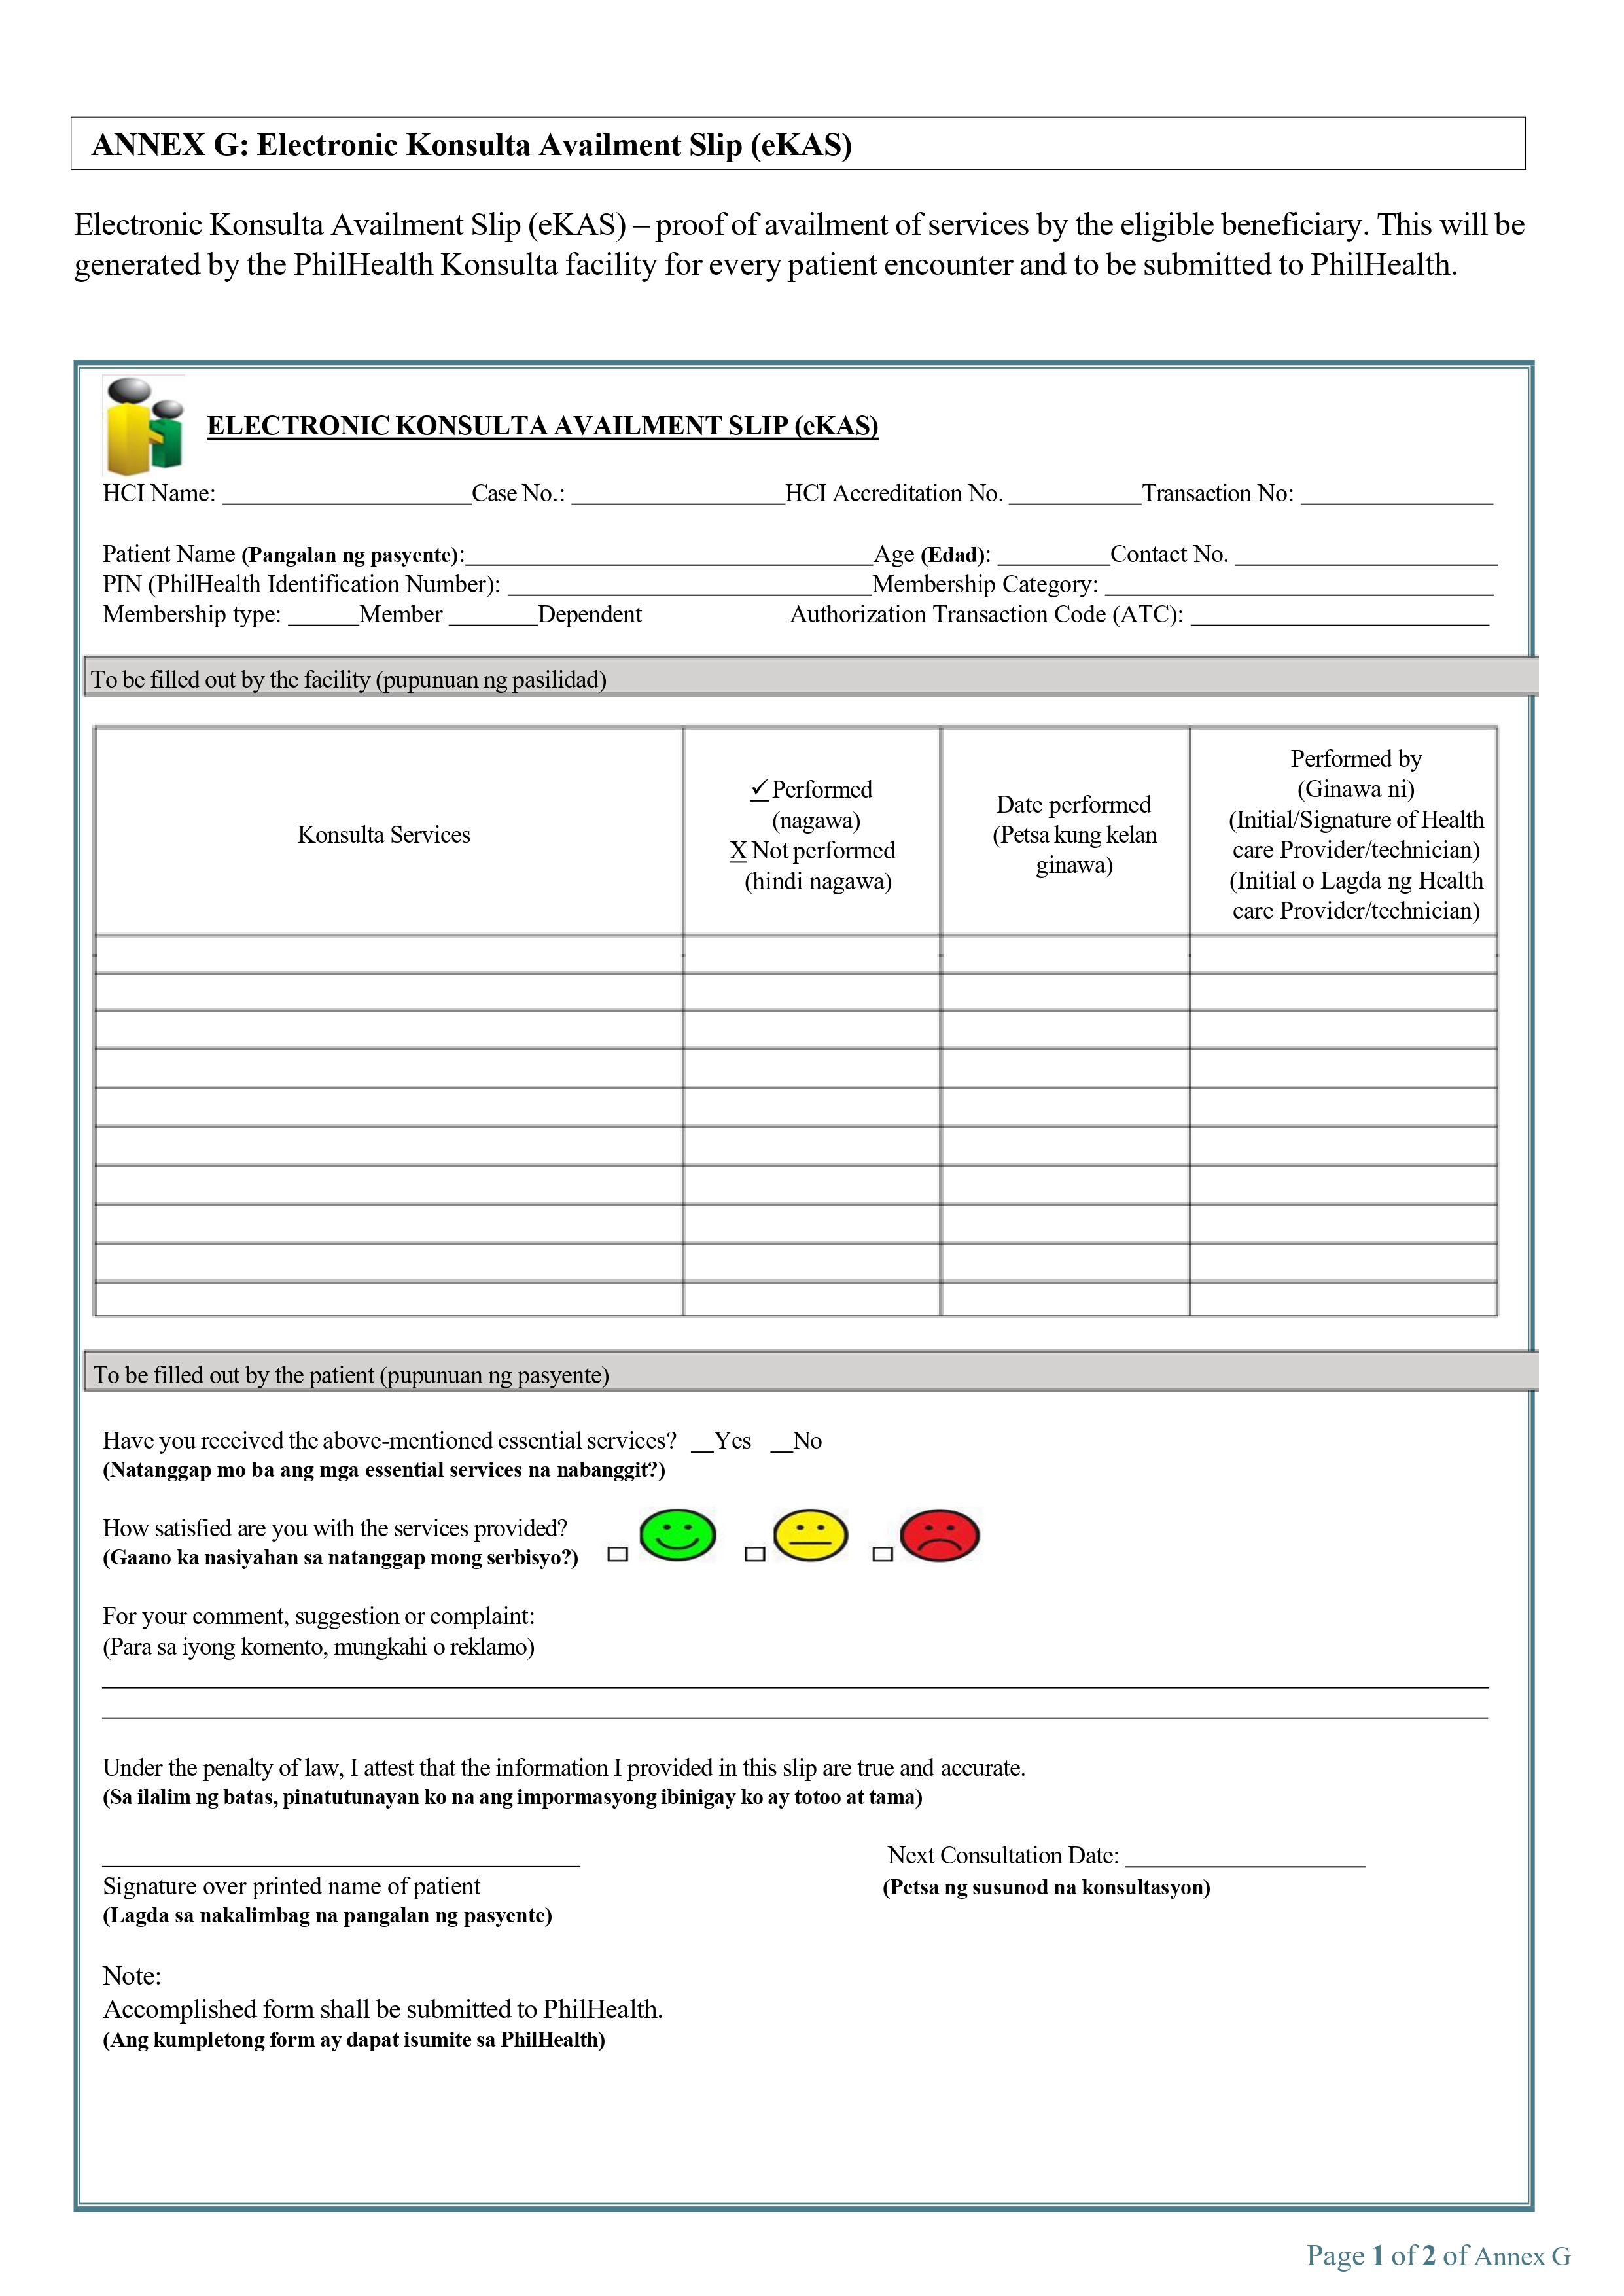 ANNEX G: Electronic Konsulta Availment Slip (eKAS)
Electronic Konsulta Availment Slip (eKAS) – proof of availment of services by the eligible beneficiary. This will be
generated by the PhilHealth Konsulta facility for every patient encounter and to be submitted to PhilHealth.
ELECTRONIC KONSULTA AVAILMENT SLIP (eKAS)
HCI Name: ____________________Case No.: _________________HCI Accreditation No. __________Transaction No: _______________
Patient Name (Pangalan ng pasyente):________________________________Age (Edad): _________Contact No. _____________________
PIN (PhilHealth Identification Number): _____________________________Membership Category: _______________________________
Membership type: ______Member _______Dependent Authorization Transaction Code (ATC): ________________________
To be filled out by the facility (pupunuan ng pasilidad)
Konsulta Services
✓ Performed
(nagawa)
X Not performed
(hindi nagawa)
Date performed
(Petsa kung kelan
ginawa)
Performed by
(Ginawa ni)
(Initial/Signature of Health
care Provider/technician)
(Initial o Lagda ng Health
care Provider/technician)
To be filled out by the patient (pupunuan ng pasyente)
Have you received the above-mentioned essential services? __Yes __No
(Natanggap mo ba ang mga essential services na nabanggit?)
How satisfied are you with the services provided?
(Gaano ka nasiyahan sa natanggap mong serbisyo?)
For your comment, suggestion or complaint:
(Para sa iyong komento, mungkahi o reklamo)
Under the penalty of law, I attest that the information I provided in this slip are true and accurate.
(Sa ilalim ng batas, pinatutunayan ko na ang impormasyong ibinigay ko ay totoo at tama)
Next Consultation Date: ___________________
Signature over printed name of patient
(Petsa ng susunod na konsultasyon)
(Lagda sa nakalimbag na pangalan ng pasyente)
Note:
Accomplished form shall be submitted to PhilHealth.
(Ang kumpletong form ay dapat isumite sa PhilHealth)
Page 1 of 2 of Annex G